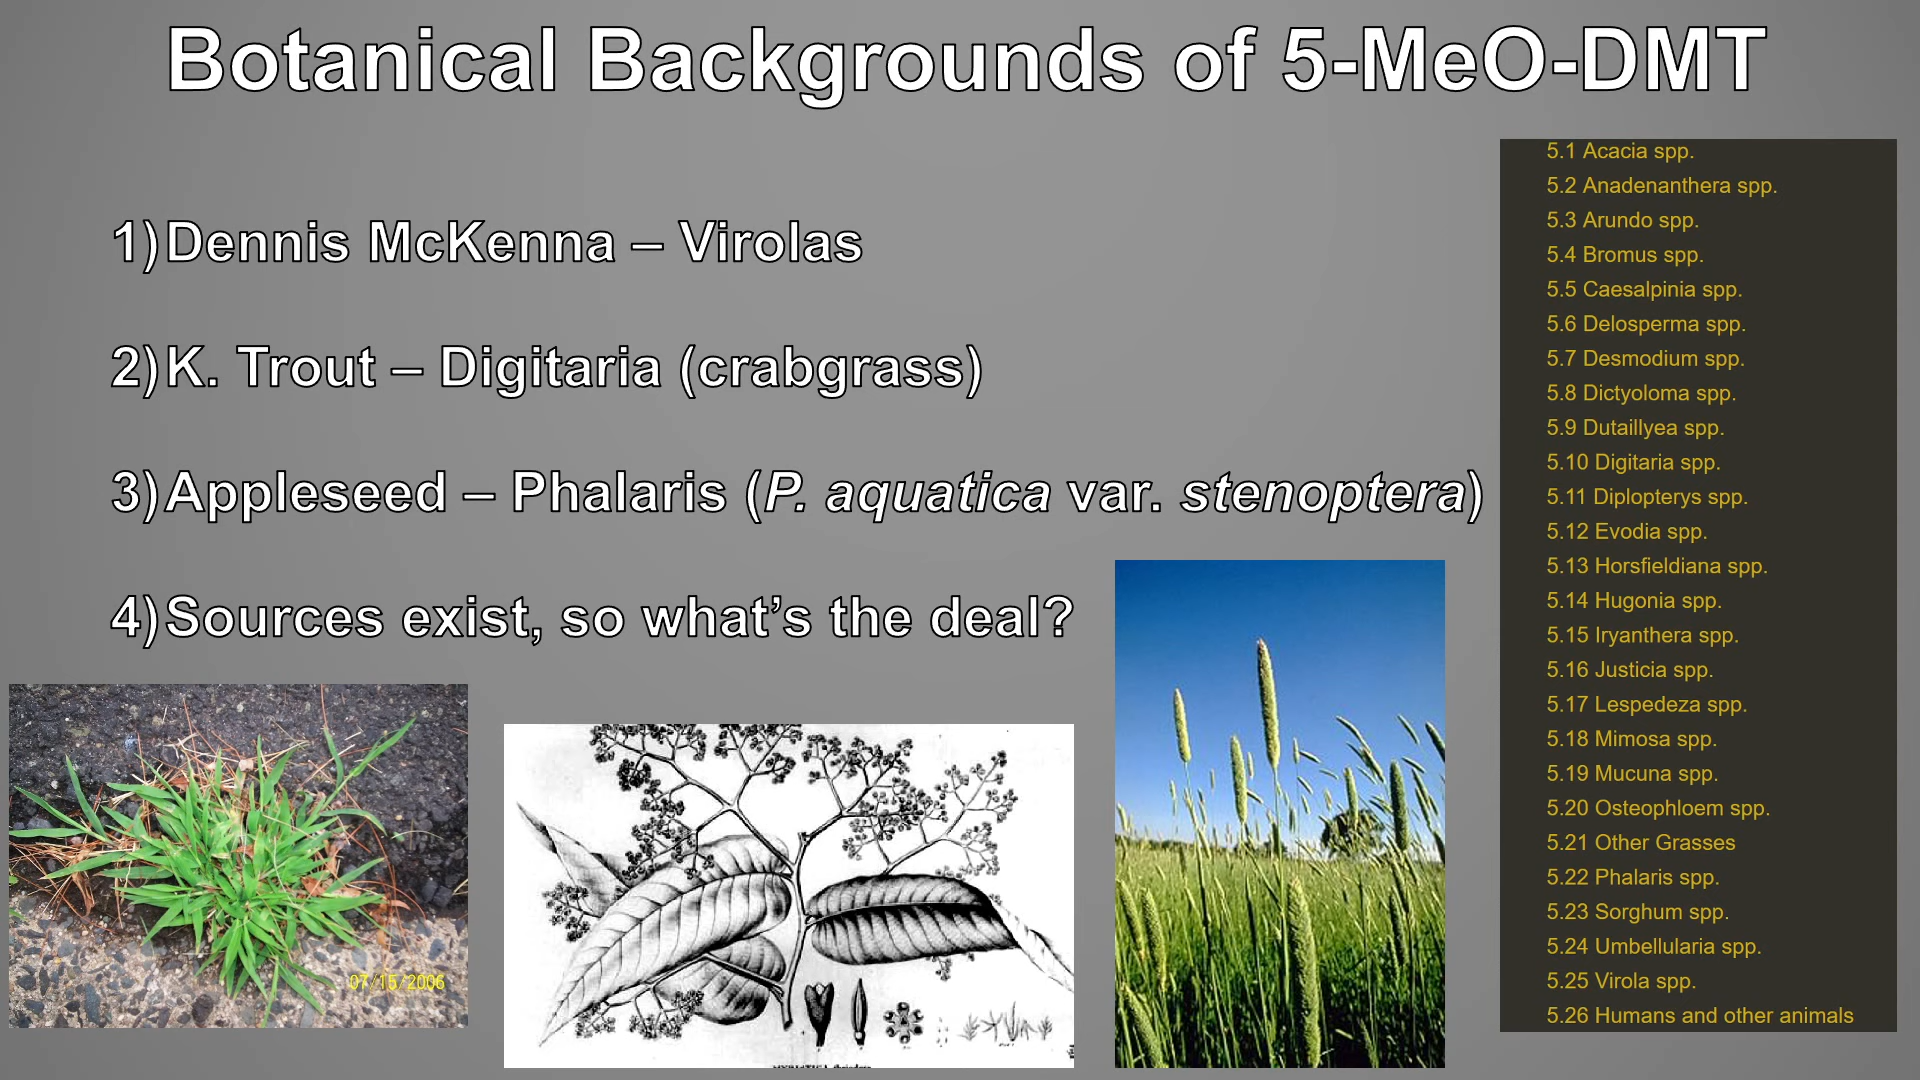 Botanical Backgrounds of 5-MeO-DMT
1) Dennis McKenna – Virolas
2) K. Trout – Digitaria (crabgrass)
3) Appleseed – Phalaris (P. aquatica var. stenoptera)
4) Sources exist, so what’s the deal?
07/15/2006
5.1 Acacia spp.
5.2 Anadenanthera spp.
5.3 Arundo spp.
5.4 Bromus spp.
5.5 Caesalpinia spp.
5.6 Delosperma spp.
5.7 Desmodium spp.
5.8 Dictyoloma spp.
5.9 Dutaillyea spp.
5.10 Digitaria spp.
5.11 Diplopterys spp.
5.12 Evodia spp.
5.13 Horsfieldiana spp.
5.14 Hugonia spp.
5.15 Iryanthera spp.
5.16 Justicia spp.
5.17 Lespedeza spp.
5.18 Mimosa spp.
5.19 Mucuna spp.
5.20 Osteophloem spp.
5.21 Other Grasses
5.22 Phalaris spp.
5.23 Sorghum spp.
5.24 Umbellularia spp.
5.25 Virola spp.
5.26 Humans and other animals